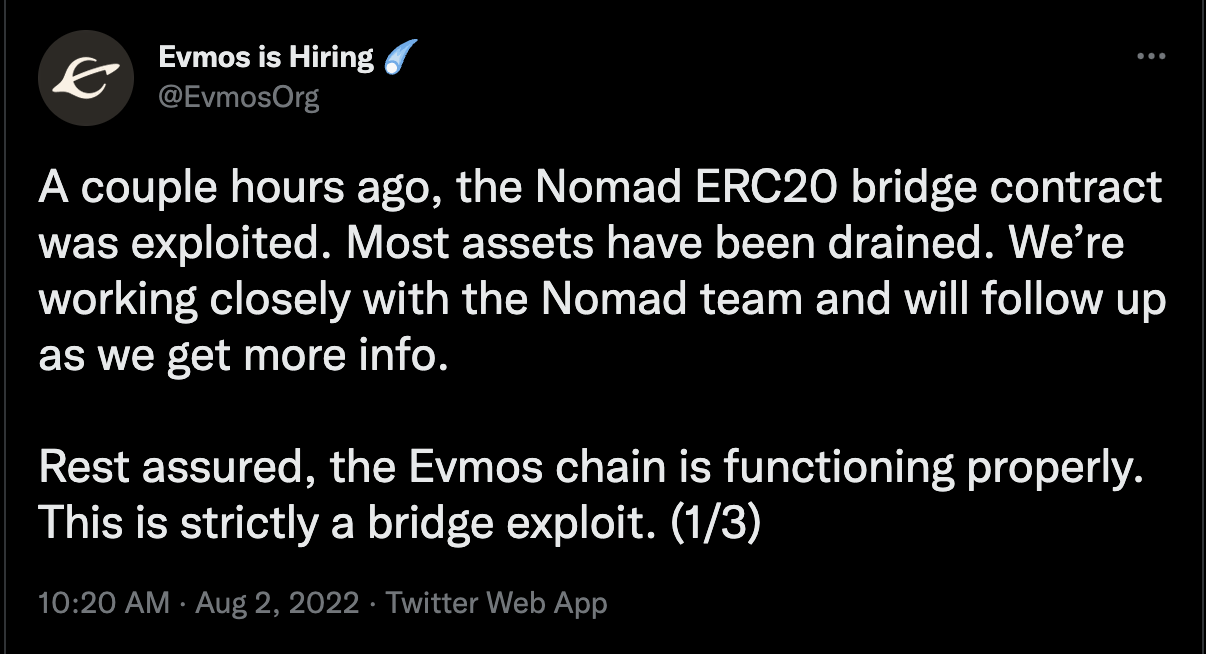 Evmos is Hiring ☄️
@EvmosOrg
A couple hours ago, the Nomad ERC20 bridge contract
was exploited. Most assets have been drained. We’re
working closely with the Nomad team and will follow up
as we get more info.
Rest assured, the Evmos chain is functioning properly.
This is strictly a bridge exploit. (1/3)
10:20 AM · Aug 2, 2022 · Twitter Web App